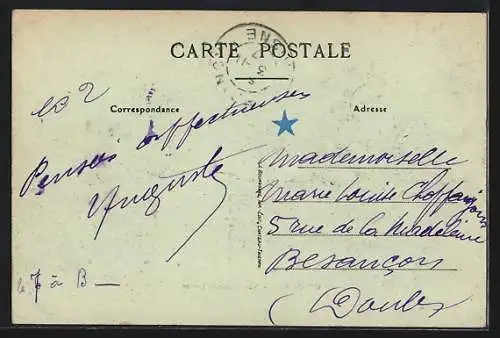 CARTE POSTALE
Correspondance
Adresse
Pensées affectueuses
Auguste
Mademoiselle
Marie Louise
5 rue de la Madeleine
Besançon
(Doubs)